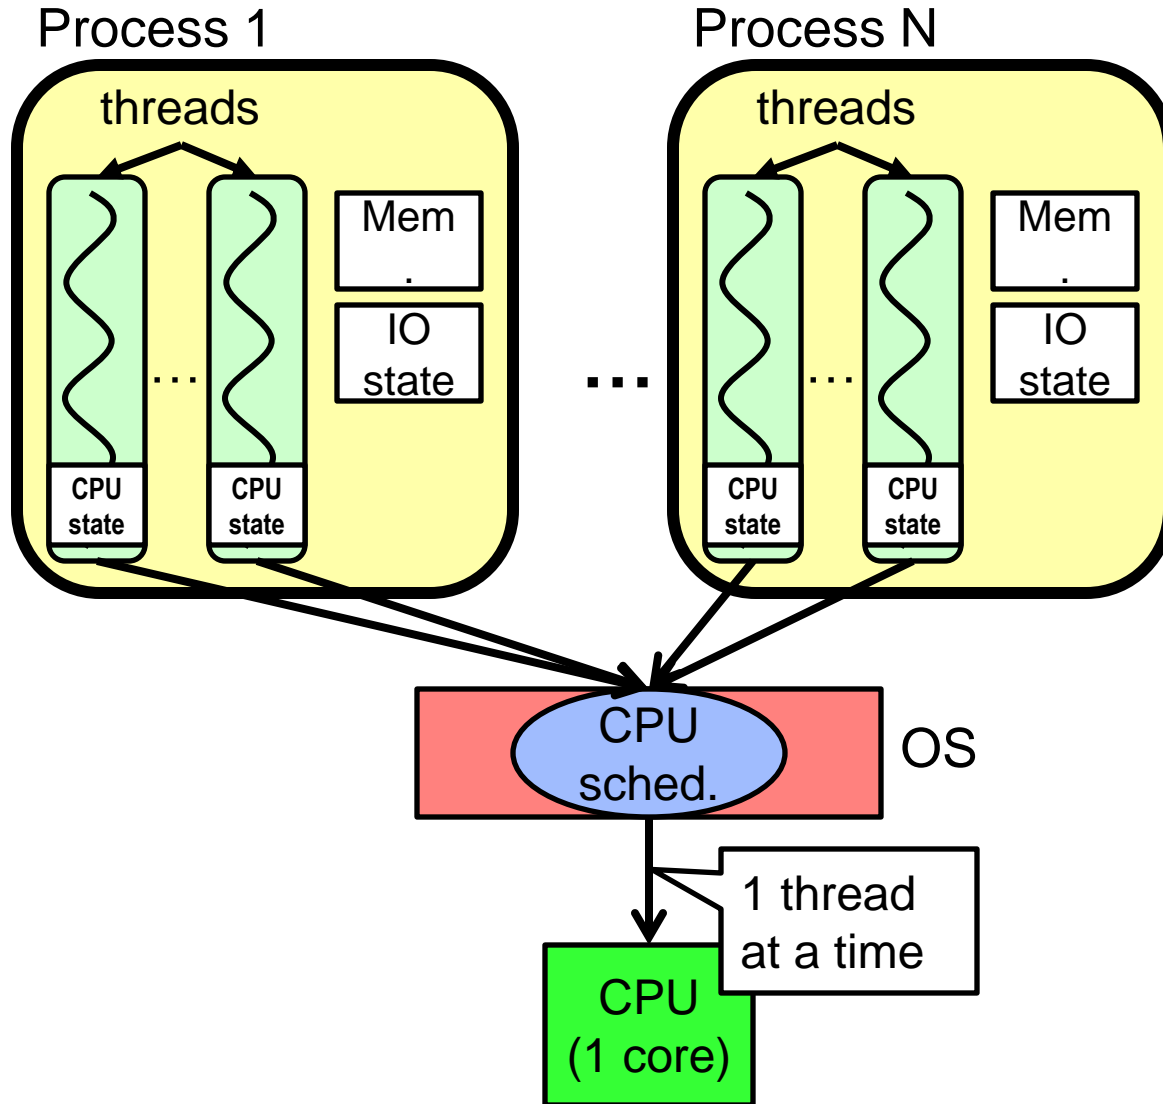 Process 1
Process N
threads
threads
Mem
.
Mem
.
IO
state
IO
state
...
...
...
CPU
state
CPU
state
CPU
state
CPU
state
CPU
sched.
OS
1 thread
at a time
CPU
(1 core)